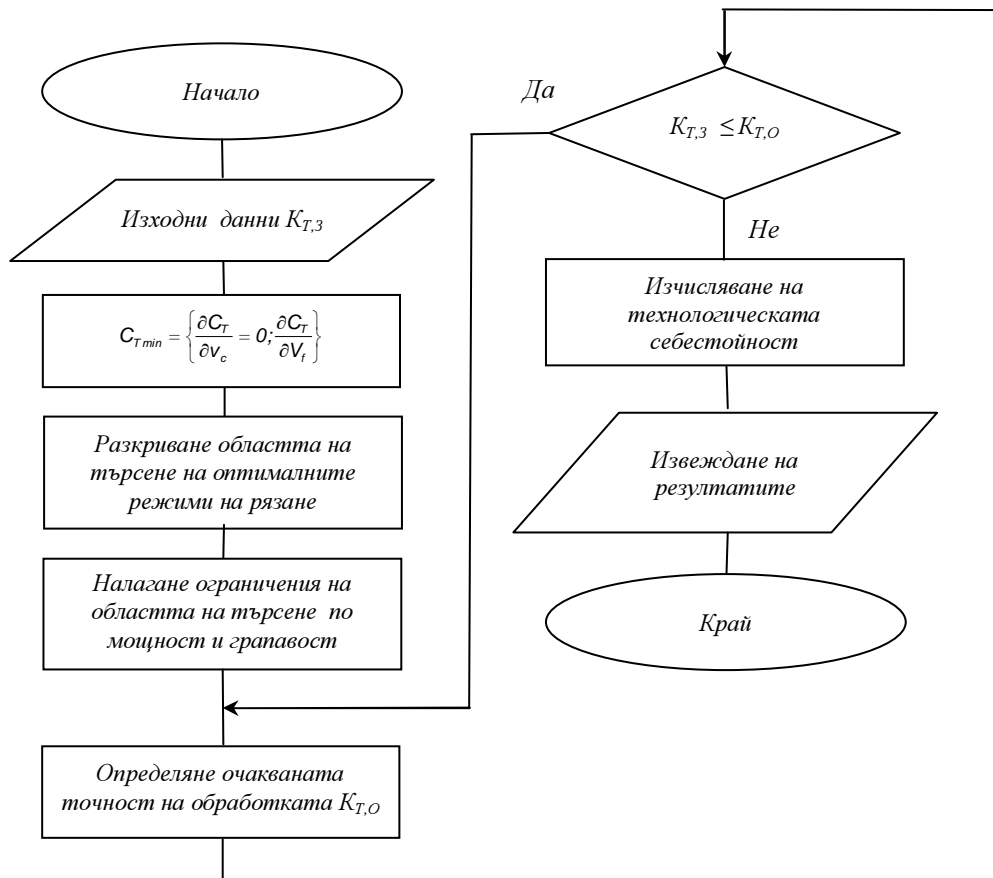 Начало
Изходни данни K_{T,З}
C_{Tmin} = {∂C_T/∂v_c = 0; ∂C_T/∂V_f}
Разкриване областта на
търсене на оптималните
режими на рязане
Налагане ограничения на
областта на търсене по
мощност и грапавост
Определяне очакваната
точност на обработката K_{T,O}
Да
K_{T,З} ≤ K_{T,O}
Не
Изчисляване на
технологическата
себестойност
Извеждане на
резултатите
Край